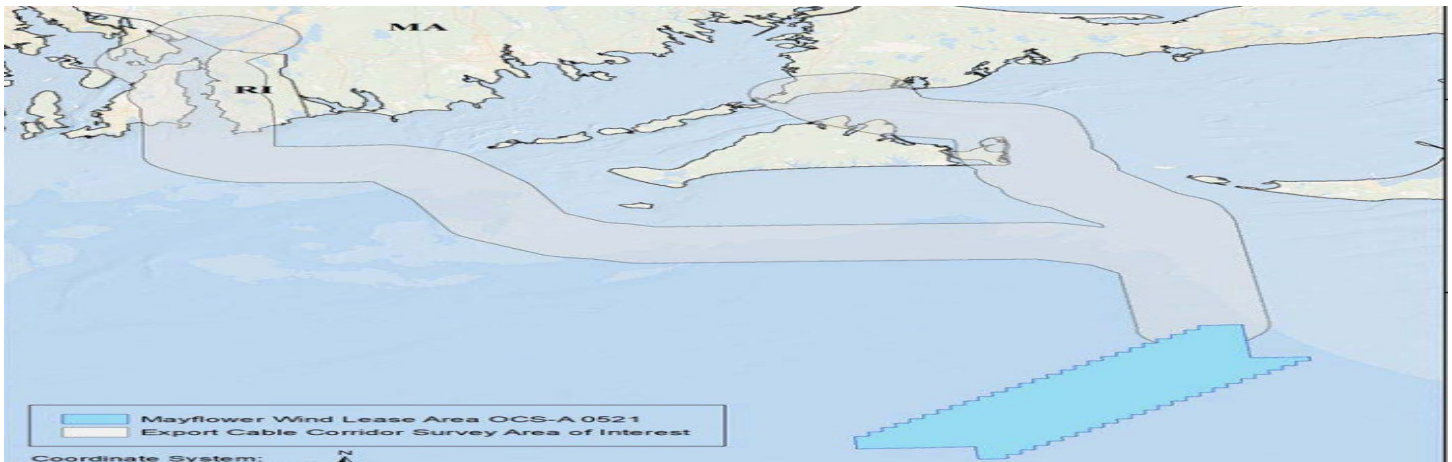 MA
RI
Mayflower Wind Lease Area OCS-A 0521
Export Cable Corridor Survey Area of Interest
Coordinate System:
N